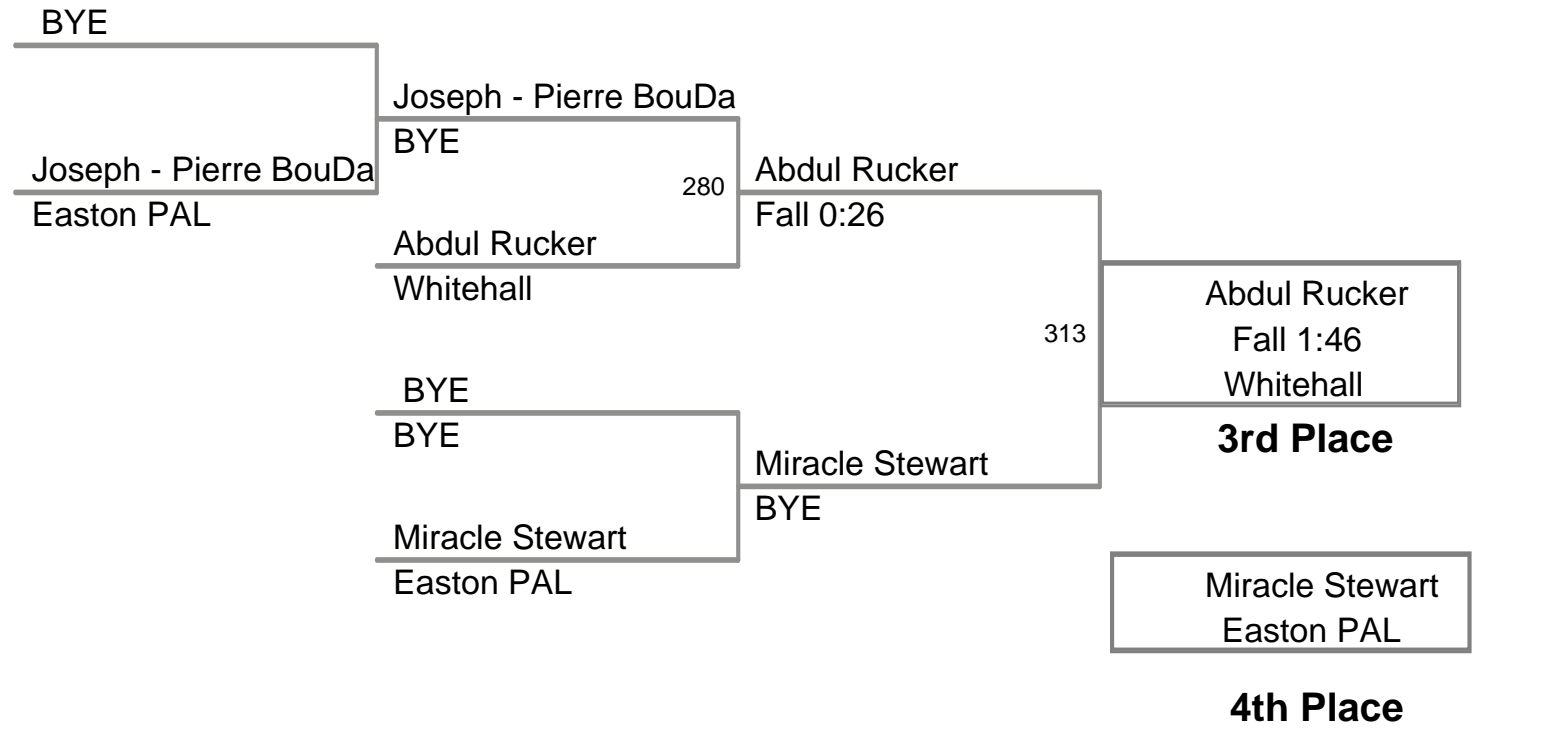 BYE
Joseph - Pierre BouDa
Easton PAL
Joseph - Pierre BouDa
BYE
280
Abdul Rucker
Whitehall
Abdul Rucker
Fall 0:26
BYE
BYE
Miracle Stewart
Easton PAL
Miracle Stewart
BYE
313
Abdul Rucker
Fall 1:46
Whitehall
3rd Place
Miracle Stewart
Easton PAL
4th Place